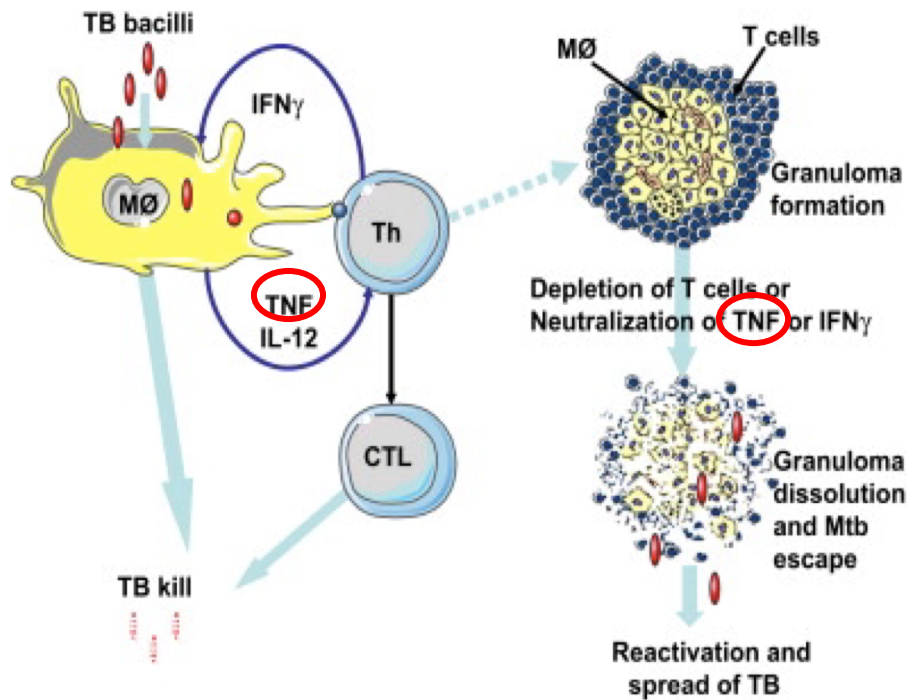 TB bacilli
IFNγ
MØ
Th
TNF
IL-12
CTL
TB kill
MØ
T cells
Granuloma
formation
Depletion of T cells or
Neutralization of TNF or IFNγ
Granuloma
dissolution
and Mtb
escape
Reactivation and
spread of TB